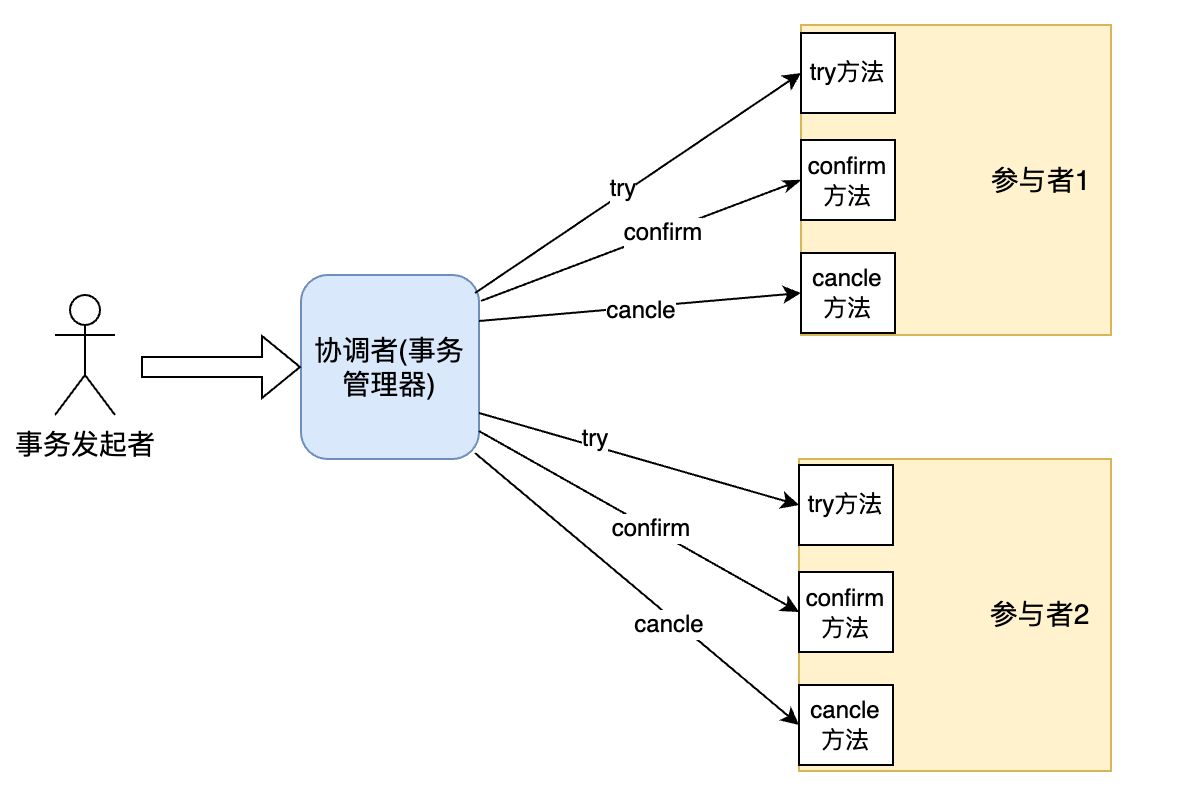 事务发起者
协调者(事务
管理器)
try
confirm
cancle
try方法
confirm
方法
cancle
方法
参与者1
try
confirm
cancle
try方法
confirm
方法
cancle
方法
参与者2